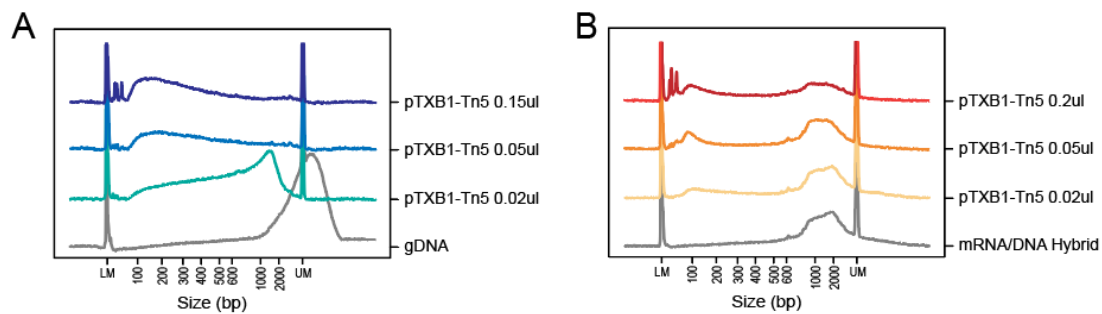 A
pTXB1-Tn5 0.15ul
pTXB1-Tn5 0.05ul
pTXB1-Tn5 0.02ul
gDNA
LM 100 200 300 400 500 600 1000 2000 UM
Size (bp)
B
pTXB1-Tn5 0.2ul
pTXB1-Tn5 0.05ul
pTXB1-Tn5 0.02ul
mRNA/DNA Hybrid
LM 100 200 300 400 500 600 1000 2000 UM
Size (bp)